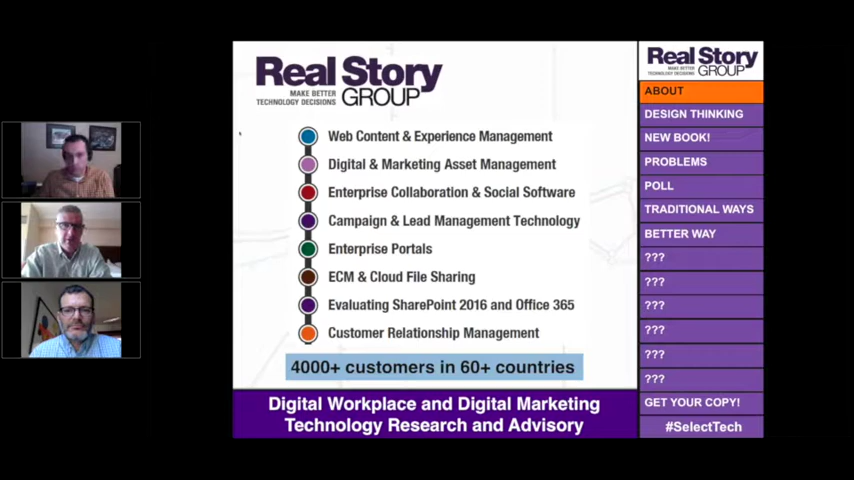 Real Story
GROUP
MAKE BETTER
TECHNOLOGY DECISIONS
Web Content & Experience Management
Digital & Marketing Asset Management
Enterprise Collaboration & Social Software
Campaign & Lead Management Technology
Enterprise Portals
ECM & Cloud File Sharing
Evaluating SharePoint 2016 and Office 365
Customer Relationship Management
4000+ customers in 60+ countries
Digital Workplace and Digital Marketing
Technology Research and Advisory
Real Story
GROUP
MAKE BETTER
TECHNOLOGY DECISIONS
ABOUT
DESIGN THINKING
NEW BOOK!
PROBLEMS
POLL
TRADITIONAL WAYS
BETTER WAY
???
???
???
???
???
???
GET YOUR COPY!
#SelectTech